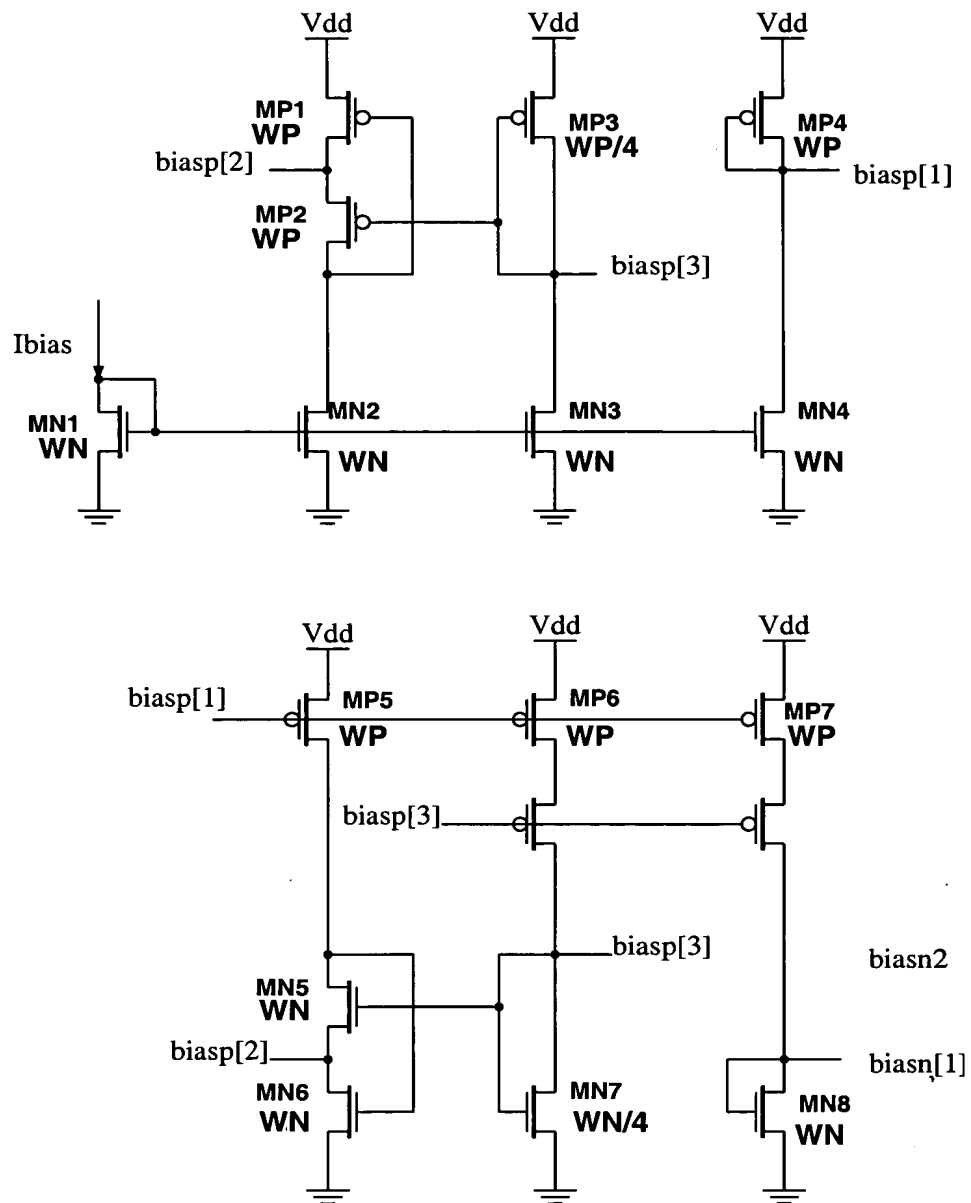 Vdd Vdd Vdd
MP1 MP3 MP4
WP WP/4 WP
biasp[2] biasp[1]
MP2
WP
biasp[3]
Ibias
MN1 MN2 MN3 MN4
WN WN WN WN
Vdd Vdd Vdd
biasp[1] MP5 MP6 MP7
WP WP WP
biasp[3]
biasp[3] biasn2
MN5
WN
biasp[2] biasn[1]
MN6 MN7 MN8
WN WN/4 WN